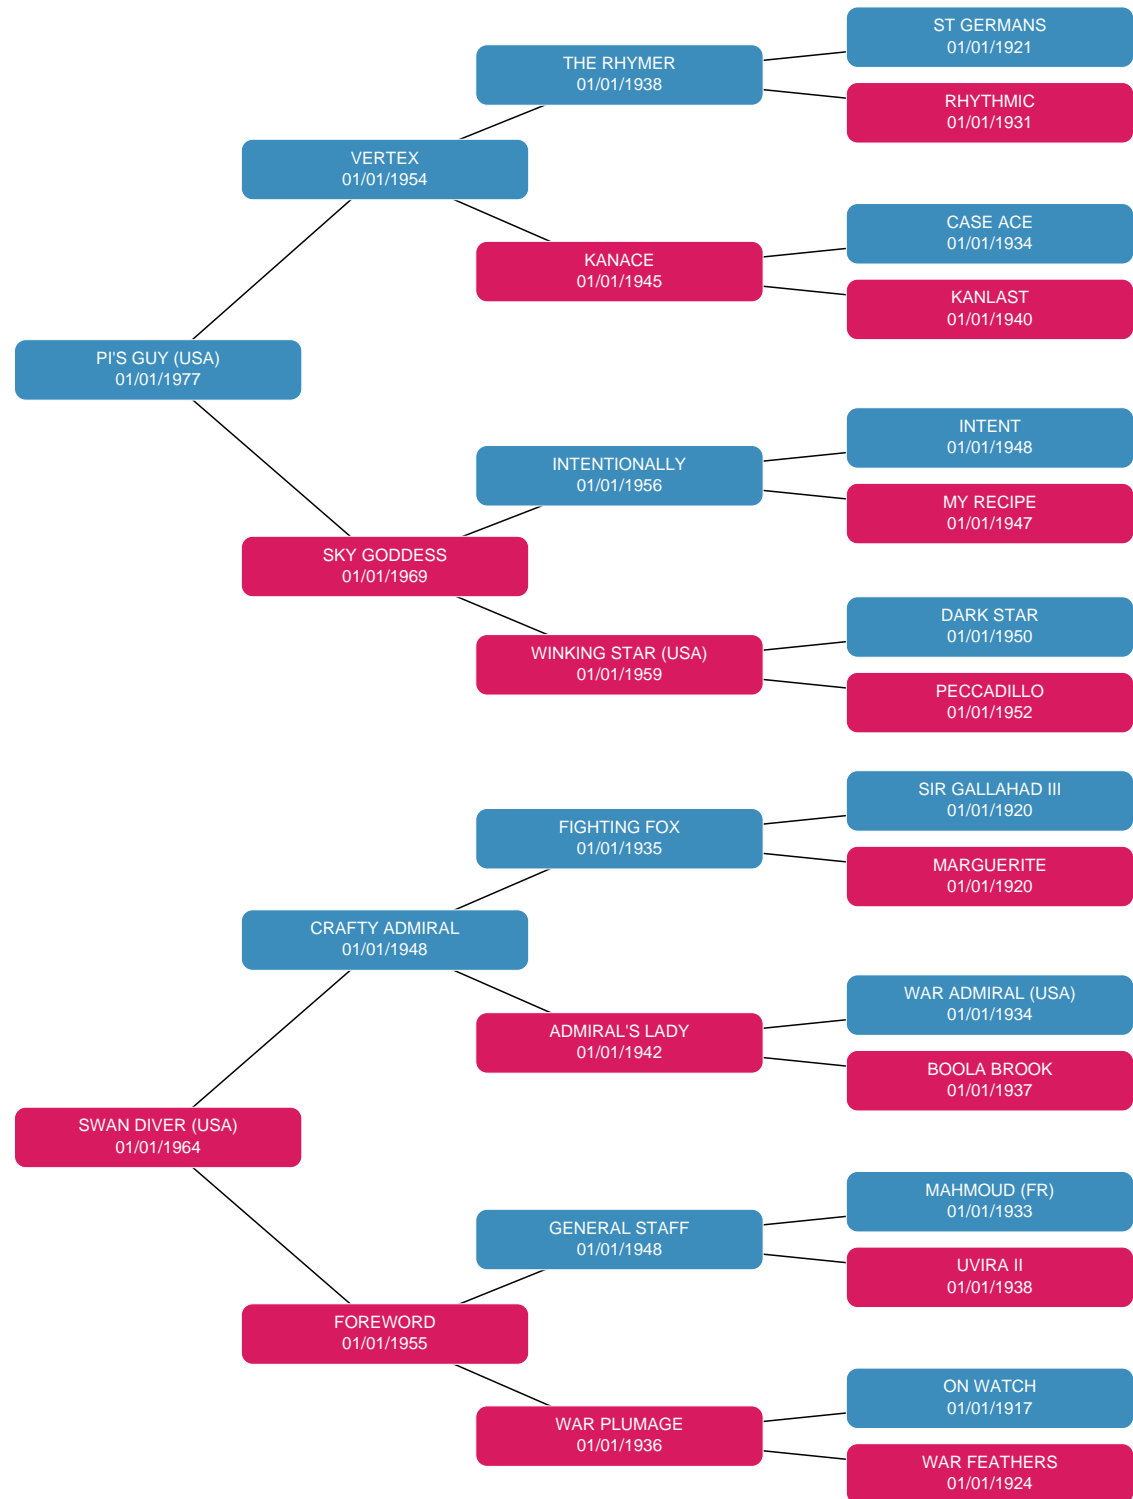 ST GERMANS
01/01/1921
THE RHYMER
01/01/1938
RHYTHMIC
01/01/1931
VERTEX
01/01/1954
CASE ACE
01/01/1934
KANACE
01/01/1945
KANLAST
01/01/1940
PI'S GUY (USA)
01/01/1977
INTENT
01/01/1948
INTENTIONALLY
01/01/1956
MY RECIPE
01/01/1947
SKY GODDESS
01/01/1969
DARK STAR
01/01/1950
WINKING STAR (USA)
01/01/1959
PECCADILLO
01/01/1952
SIR GALLAHAD III
01/01/1920
FIGHTING FOX
01/01/1935
MARGUERITE
01/01/1920
CRAFTY ADMIRAL
01/01/1948
WAR ADMIRAL (USA)
01/01/1934
ADMIRAL'S LADY
01/01/1942
BOOLA BROOK
01/01/1937
SWAN DIVER (USA)
01/01/1964
MAHMOUD (FR)
01/01/1933
GENERAL STAFF
01/01/1948
UVIRA II
01/01/1938
FOREWORD
01/01/1955
ON WATCH
01/01/1917
WAR PLUMAGE
01/01/1936
WAR FEATHERS
01/01/1924